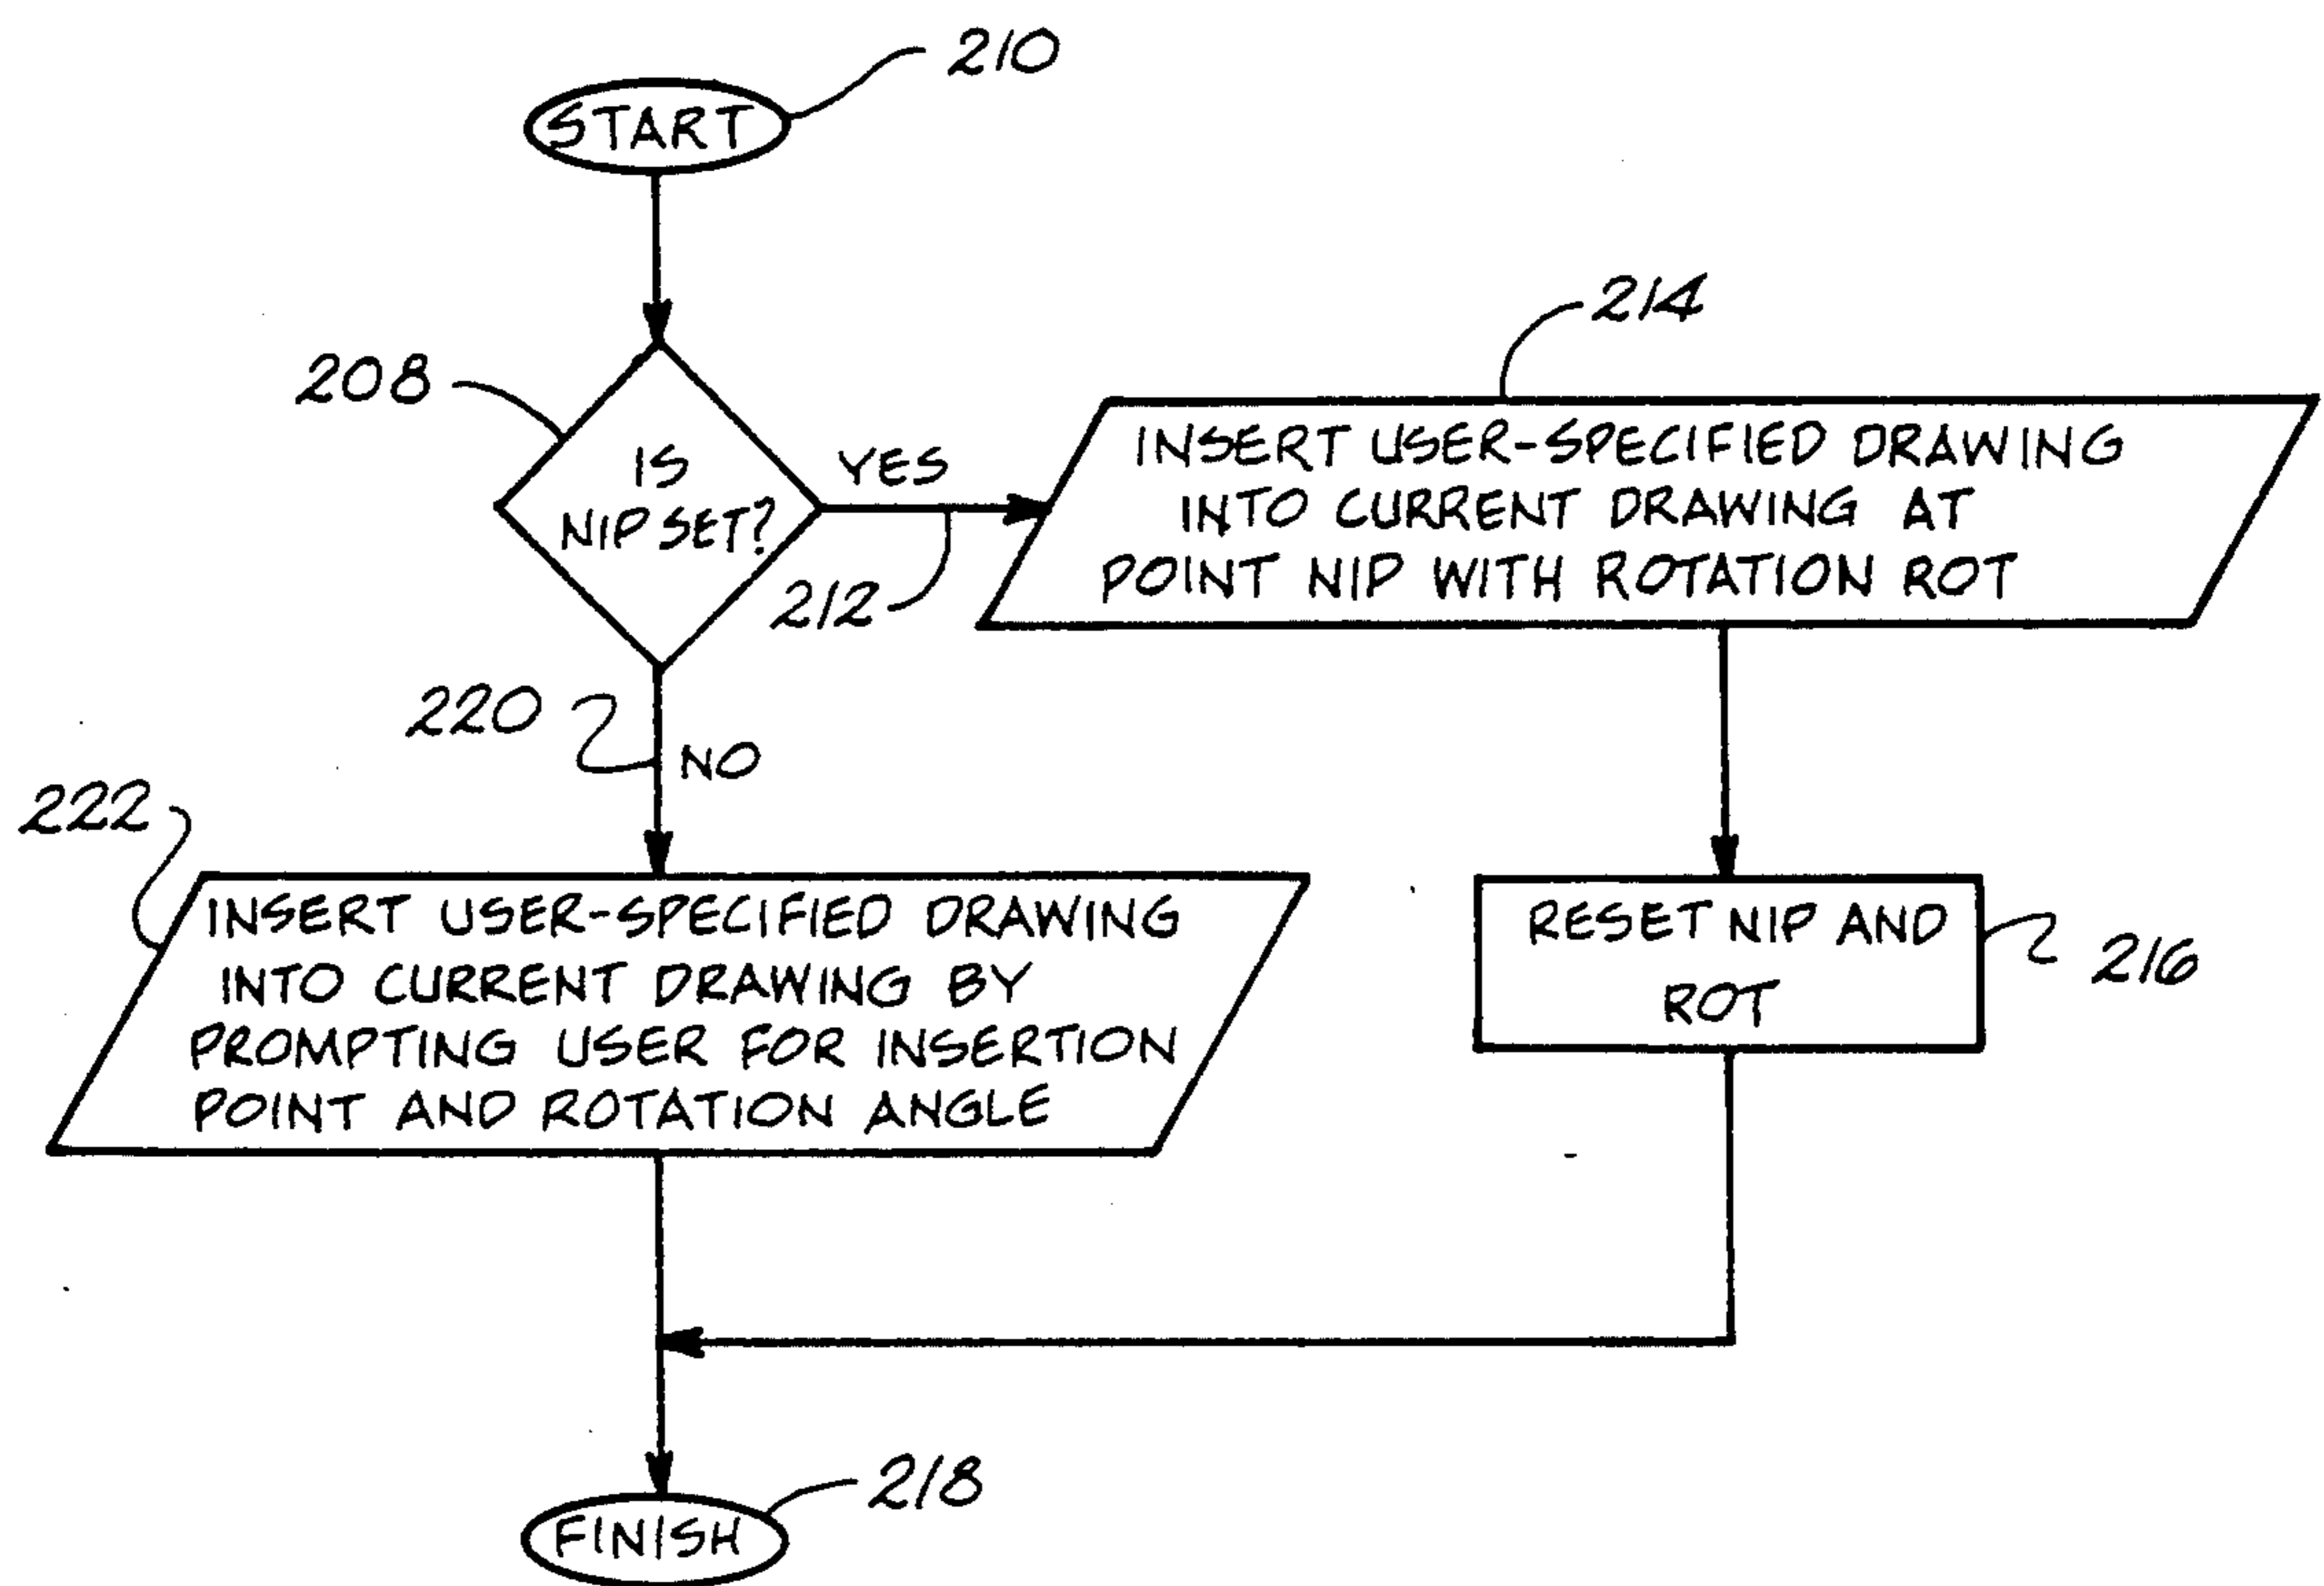 210
START
208
IS
NIP SET?
YES
212
214
INSERT USER-SPECIFIED DRAWING
INTO CURRENT DRAWING AT
POINT NIP WITH ROTATION ROT
220
NO
222
INSERT USER-SPECIFIED DRAWING
INTO CURRENT DRAWING BY
PROMPTING USER FOR INSERTION
POINT AND ROTATION ANGLE
RESET NIP AND
ROT
216
218
FINISH